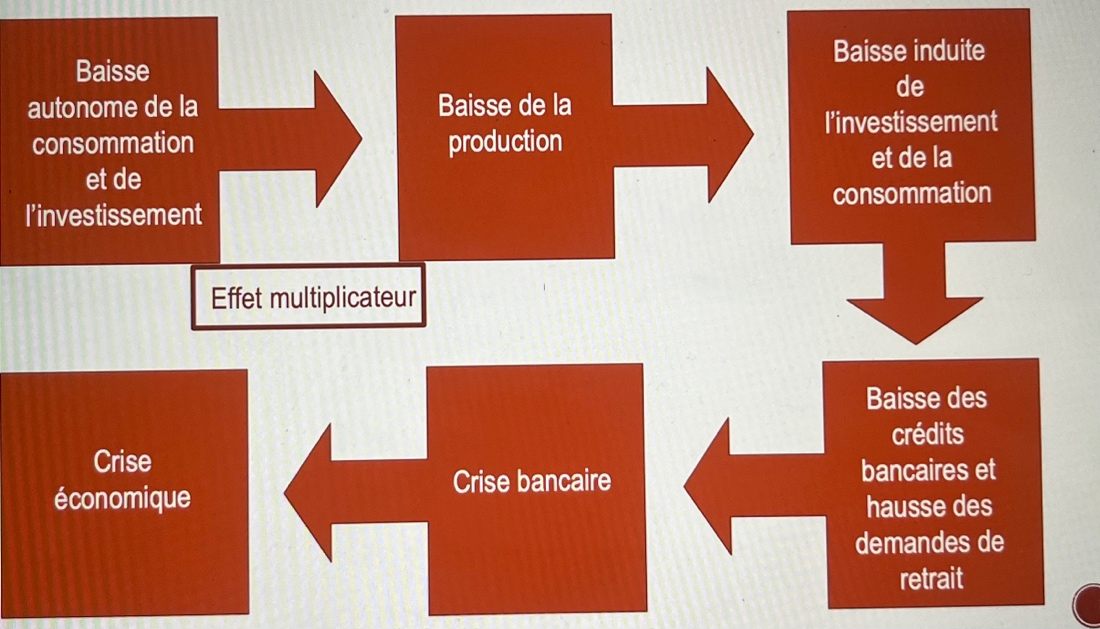 Baisse
autonome de la
consommation
et de
l'investissement
Baisse de la
production
Baisse induite
de
l'investissement
et de la
consommation
Effet multiplicateur
Baisse des
crédits
bancaires et
hausse des
demandes de
retrait
Crise bancaire
Crise
économique